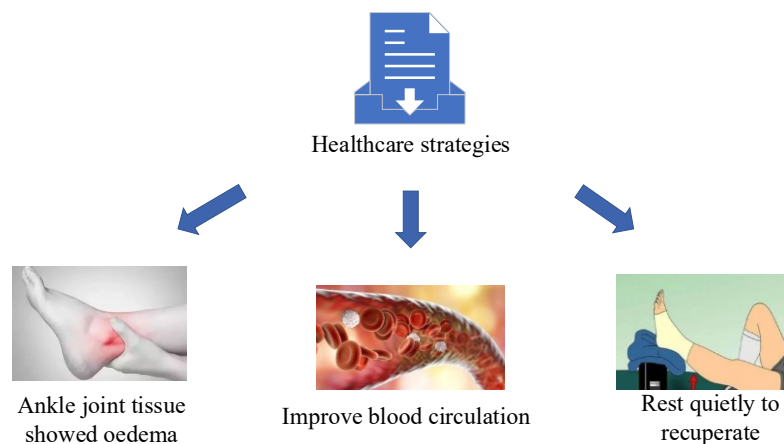 Healthcare strategies
Ankle joint tissue
showed oedema
Improve blood circulation
Rest quietly to
recuperate